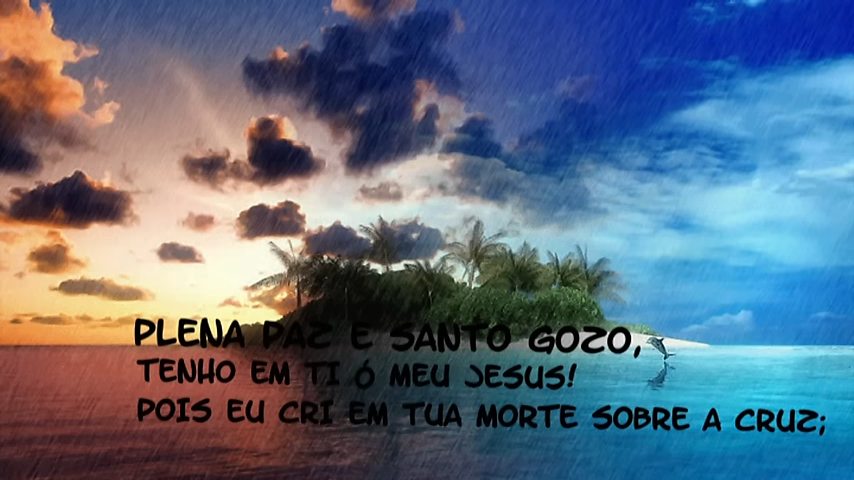 PLENA PAZ E SANTO GOZO,
TENHO EM TI Ó MEU JESUS!
POIS EU CRI EM TUA MORTE SOBRE A CRUZ;